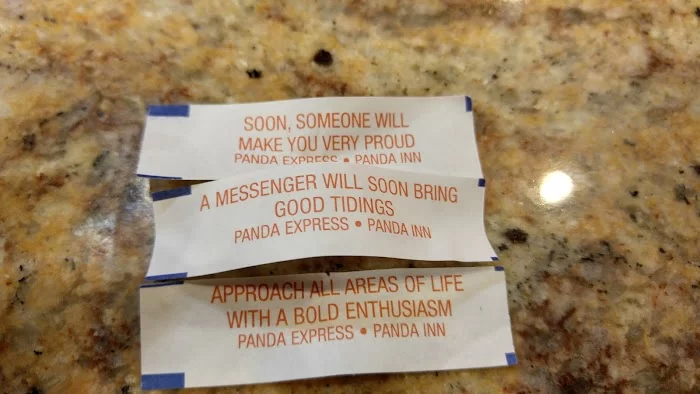 SOON, SOMEONE WILL
MAKE YOU VERY PROUD
PANDA EXPRESS • PANDA INN
A MESSENGER WILL SOON BRING
GOOD TIDINGS
PANDA EXPRESS • PANDA INN
APPROACH ALL AREAS OF LIFE
WITH A BOLD ENTHUSIASM
PANDA EXPRESS • PANDA INN